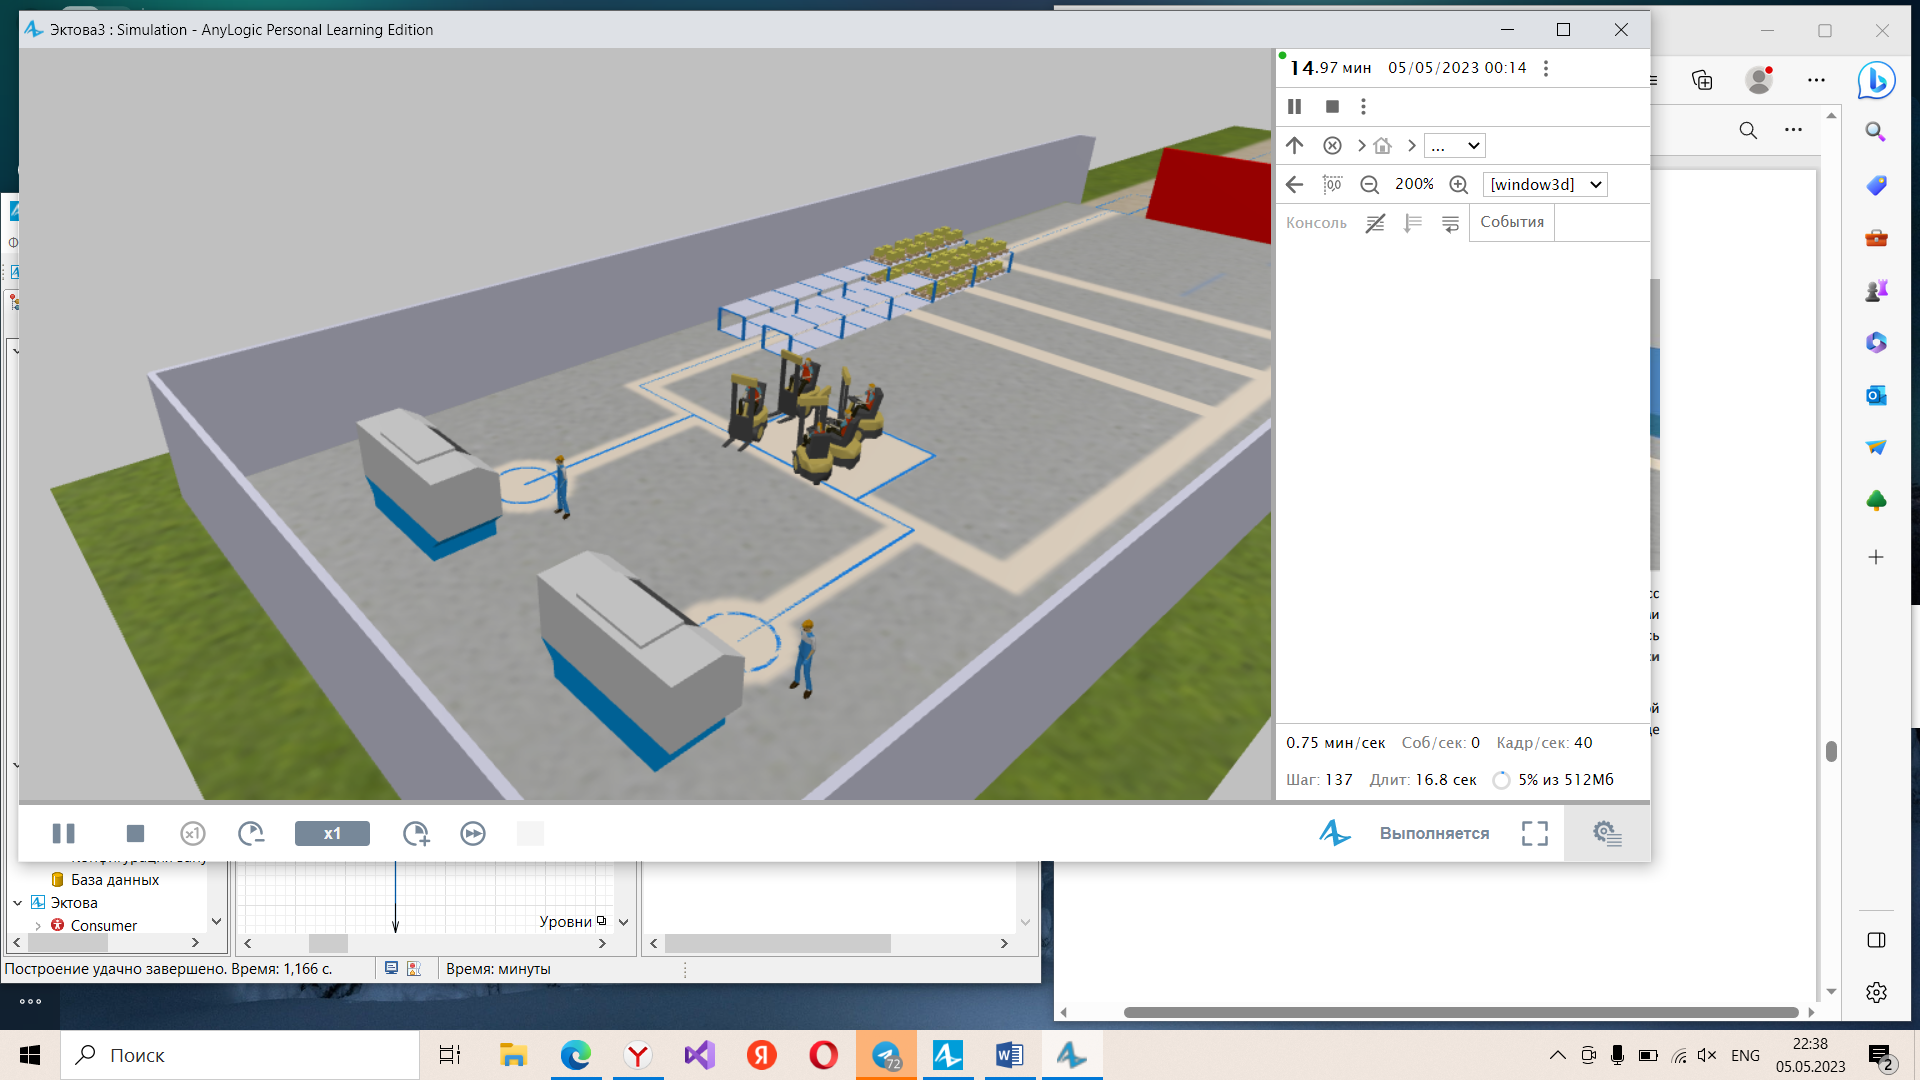 Эктова3 : Simulation - AnyLogic Personal Learning Edition
14.97 мин 05/05/2023 00:14
...
200% [window3d]
Консоль События
0.75 мин/сек Соб/сек: 0 Кадр/сек: 40
Шаг: 137 Длит: 16.8 сек 5% из 512Мб
x1 x1 Выполняется
База данных
Эктова
Consumer
Уровни
Построение удачно завершено. Время: 1,166 с. Время: минуты
Поиск
72
ENG
22:38
05.05.2023
2